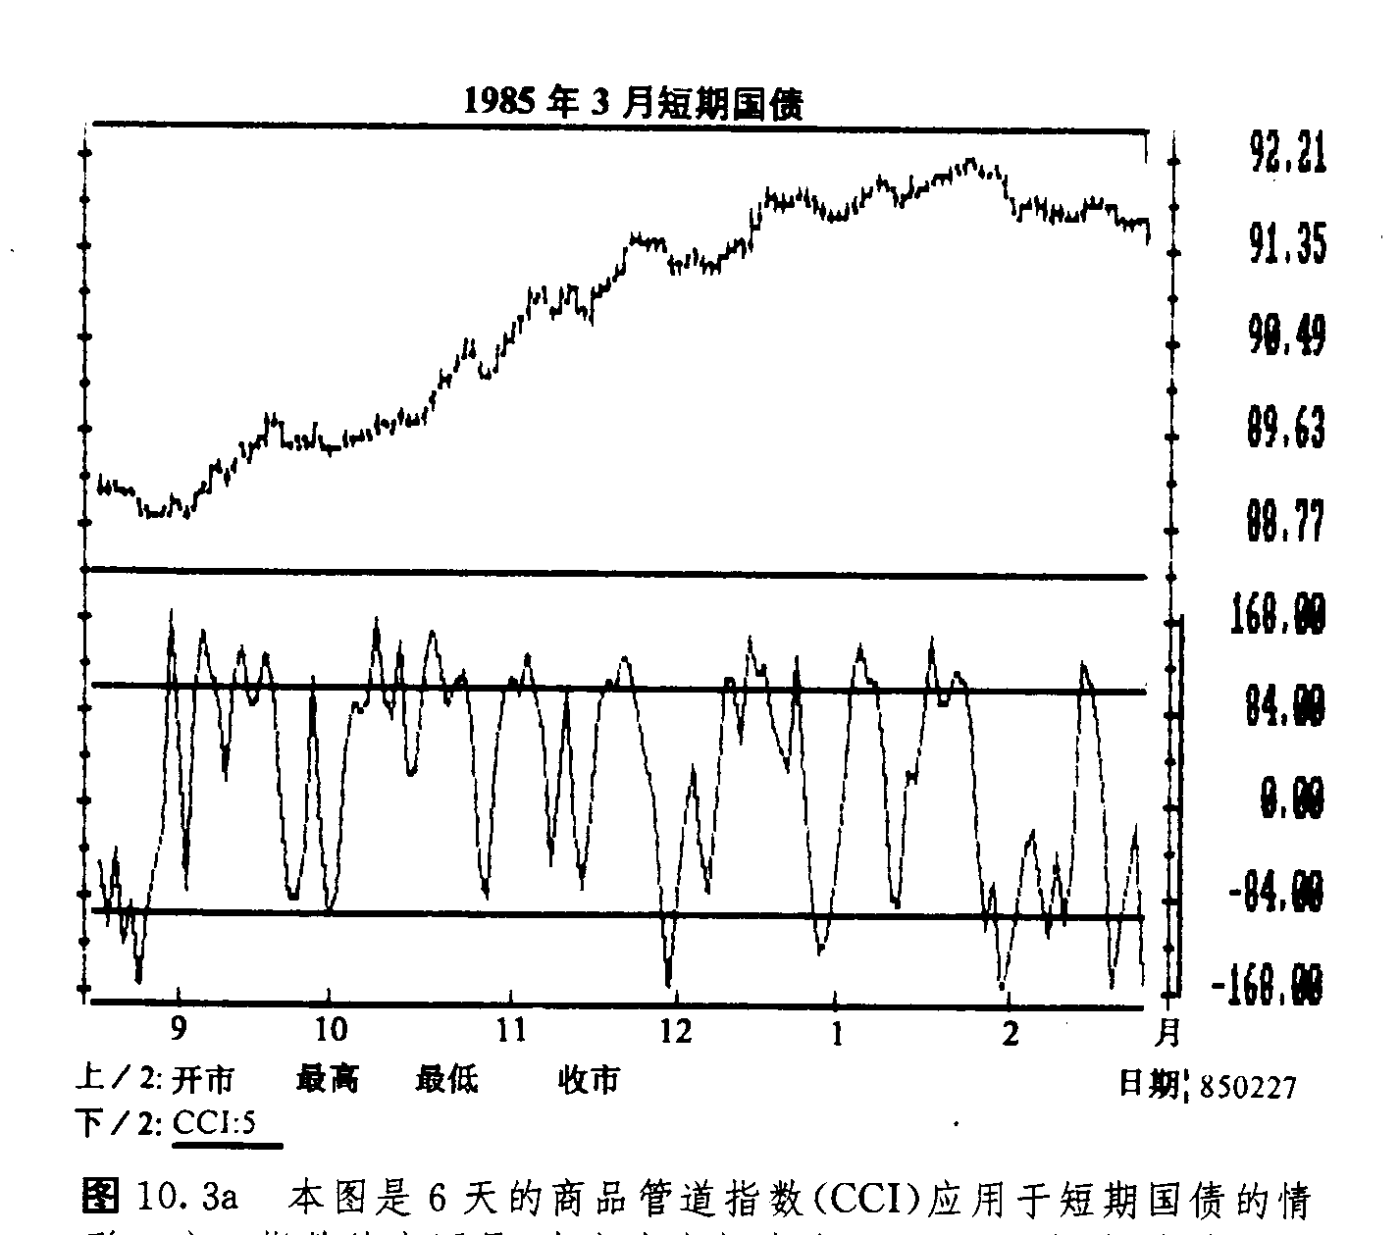 1985 年 3 月短期国债
92.21
91.35
90.49
89.63
88.77
168.00
84.00
0.00
-84.00
-168.00
9 10 11 12 1 2 月
上/2: 开市 最高 最低 收市 日期: 850227
下/2: CCI:5
图 10.3a 本图是 6 天的商品管道指数(CCI)应用于短期国债的情